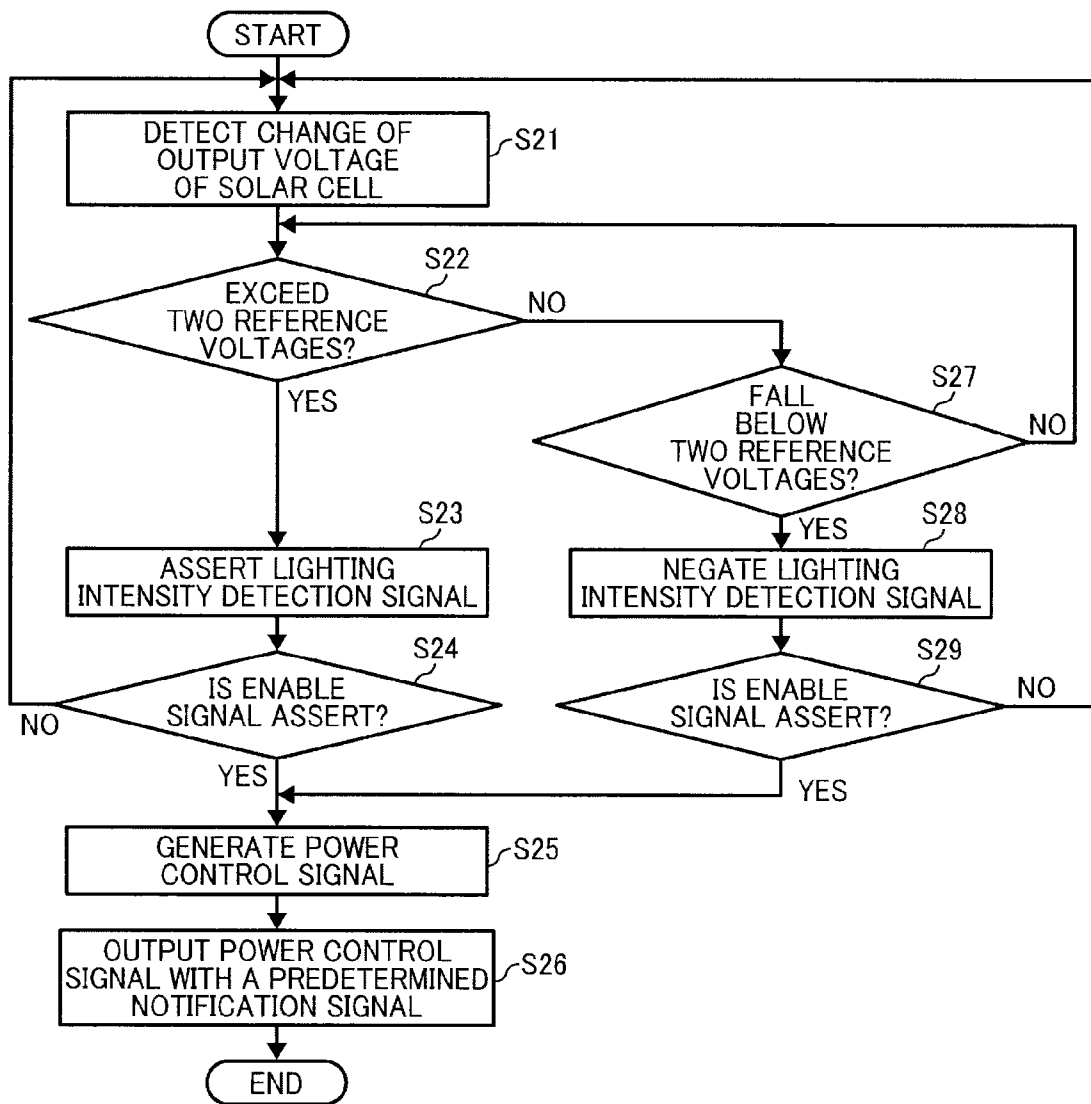 START
DETECT CHANGE OF
OUTPUT VOLTAGE
OF SOLAR CELL
S21
S22
EXCEED
TWO REFERENCE
VOLTAGES?
NO
YES
S27
FALL
BELOW
TWO REFERENCE
VOLTAGES?
NO
YES
S23
ASSERT LIGHTING
INTENSITY DETECTION SIGNAL
S28
NEGATE LIGHTING
INTENSITY DETECTION SIGNAL
S24
IS ENABLE
SIGNAL ASSERT?
NO
YES
S29
IS ENABLE
SIGNAL ASSERT?
NO
YES
GENERATE POWER
CONTROL SIGNAL
S25
OUTPUT POWER CONTROL
SIGNAL WITH A PREDETERMINED
NOTIFICATION SIGNAL
S26
END